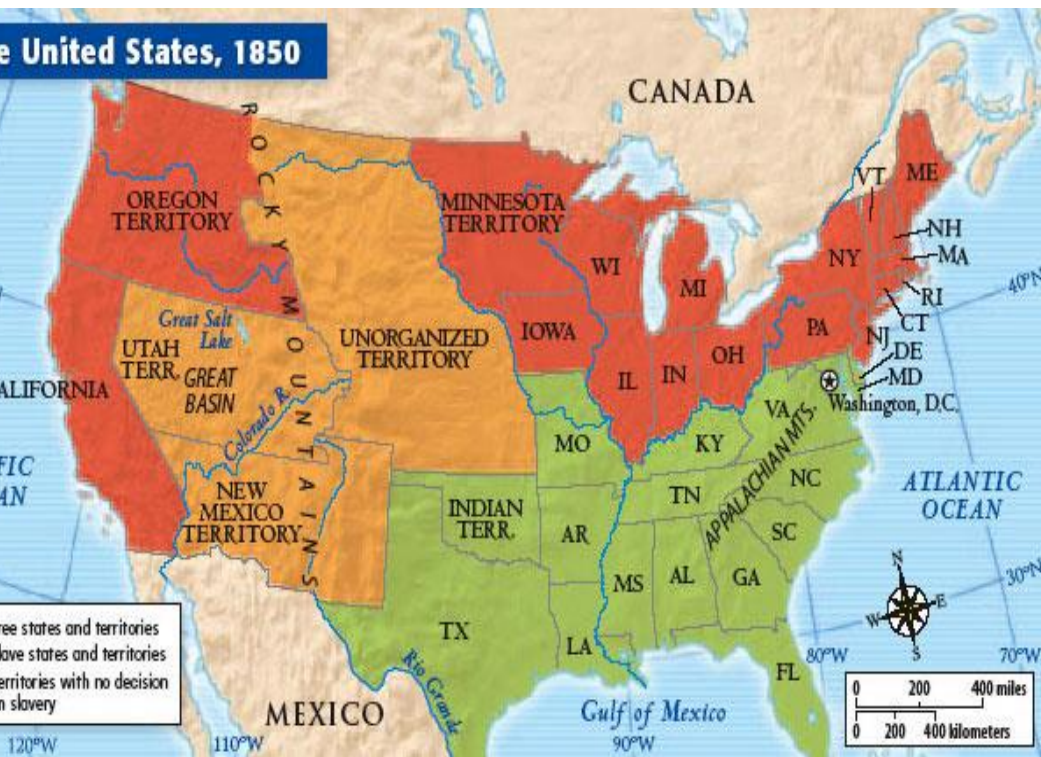 e United States, 1850
CANADA
ROCKY MOUNTAINS
OREGON
TERRITORY
MINNESOTA
TERRITORY
VT
ME
NH
MA
NY
WI
MI
RI
CT
40°N
IOWA
PA
NJ
DE
MD
Washington, D.C.
Great Salt
Lake
UTAH
TERR.
GREAT
BASIN
UNORGANIZED
TERRITORY
IL
IN
OH
ALIFORNIA
Colorado R.
VA
MO
KY
APPALACHIAN MTS.
FIC
AN
NEW
MEXICO
TERRITORY
INDIAN
TERR.
AR
TN
NC
SC
ATLANTIC
OCEAN
MS
AL
GA
30°N
TX
LA
FL
N
W
E
S
80°W
70°W
ree states and territories
lave states and territories
erritories with no decision
n slavery
MEXICO
Rio Grande
Gulf of Mexico
0 200 400 miles
0 200 400 kilometers
120°W
110°W
90°W